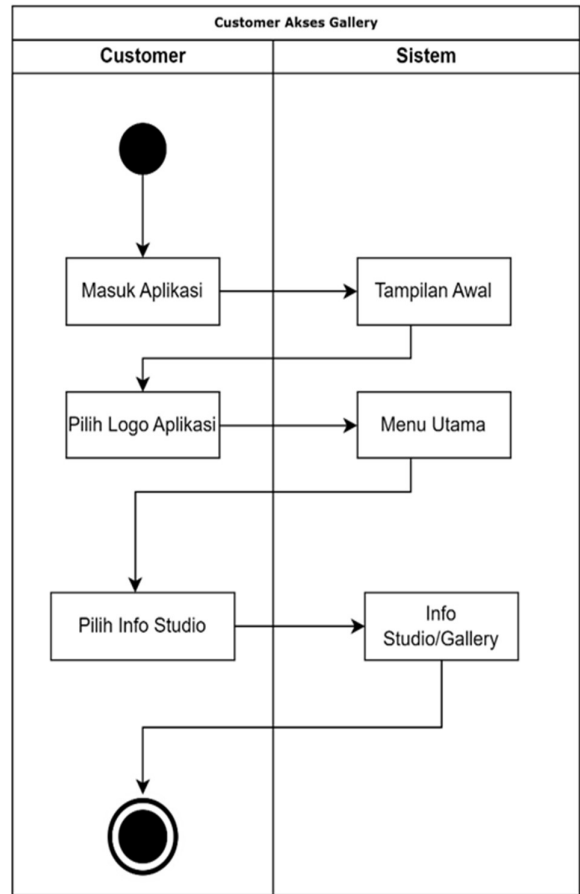 Customer Akses Gallery
Customer
Sistem
Masuk Aplikasi
Tampilan Awal
Pilih Logo Aplikasi
Menu Utama
Pilih Info Studio
Info
Studio/Gallery